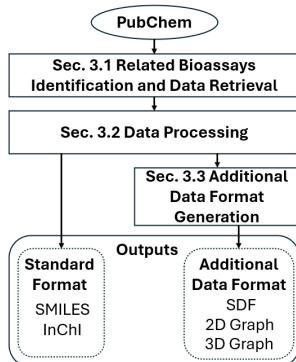 PubChem
Sec. 3.1 Related Bioassays
Identification and Data Retrieval
Sec. 3.2 Data Processing
Sec. 3.3 Additional
Data Format
Generation
Outputs
Standard
Format
SMILES
InChI
Additional
Data Format
SDF
2D Graph
3D Graph